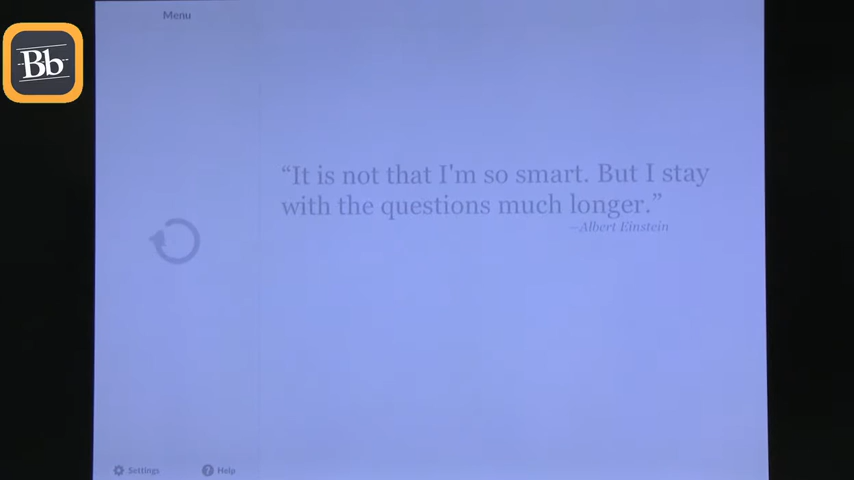 Menu
Bb
“It is not that I'm so smart. But I stay
with the questions much longer.”
–Albert Einstein
Settings
Help